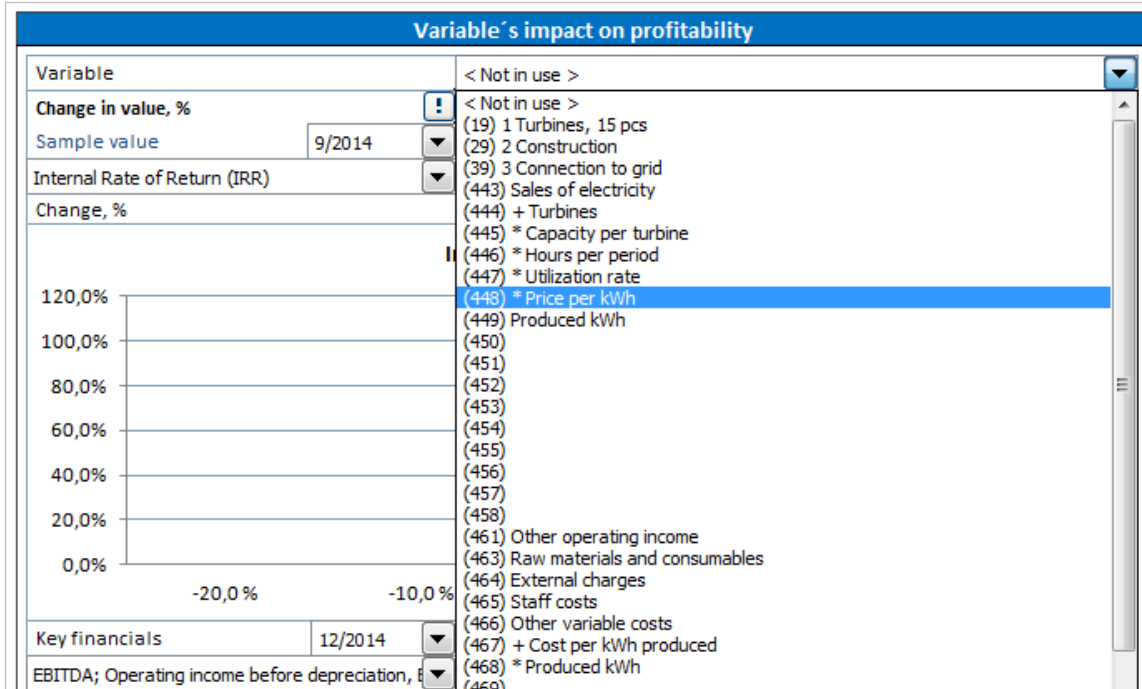 Variable´s impact on profitability
Variable
< Not in use >
Change in value, %
!
Sample value
9/2014
Internal Rate of Return (IRR)
Change, %
120,0%
100,0%
80,0%
60,0%
40,0%
20,0%
0,0%
-20,0 %
-10,0 %
Key financials
12/2014
EBITDA; Operating income before depreciation,
< Not in use >
(19) 1 Turbines, 15 pcs
(29) 2 Construction
(39) 3 Connection to grid
(443) Sales of electricity
(444) + Turbines
(445) * Capacity per turbine
(446) * Hours per period
(447) * Utilization rate
(448) * Price per kWh
(449) Produced kWh
(450)
(451)
(452)
(453)
(454)
(455)
(456)
(457)
(458)
(461) Other operating income
(463) Raw materials and consumables
(464) External charges
(465) Staff costs
(466) Other variable costs
(467) + Cost per kWh produced
(468) * Produced kWh
(469)